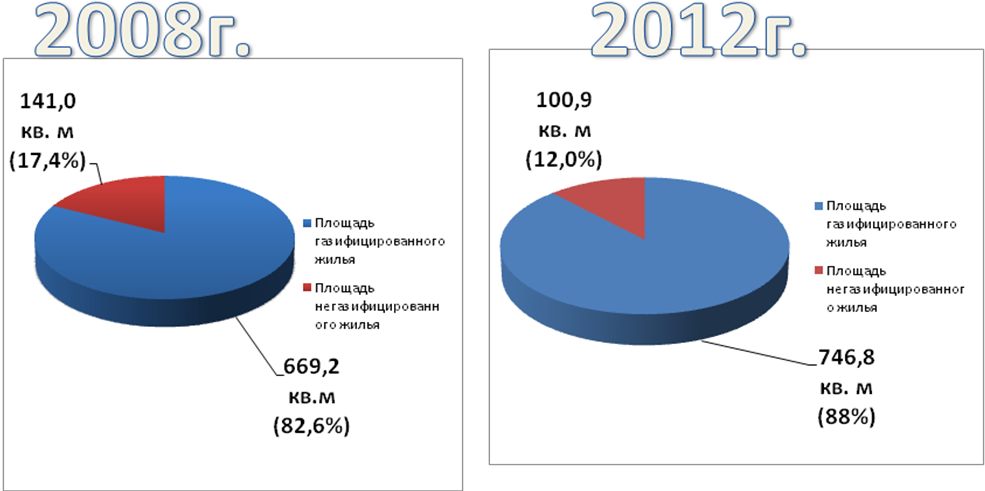 2008г.
141,0
кв. м
(17,4%)
Площадь
газифицированного
жилья
Площадь
негазифицированн
ого жилья
669,2
кв.м
(82,6%)
2012г.
100,9
кв. м
(12,0%)
Площадь
газифицированного
жилья
Площадь
негазифицированног
о жилья
746,8
кв. м
(88%)